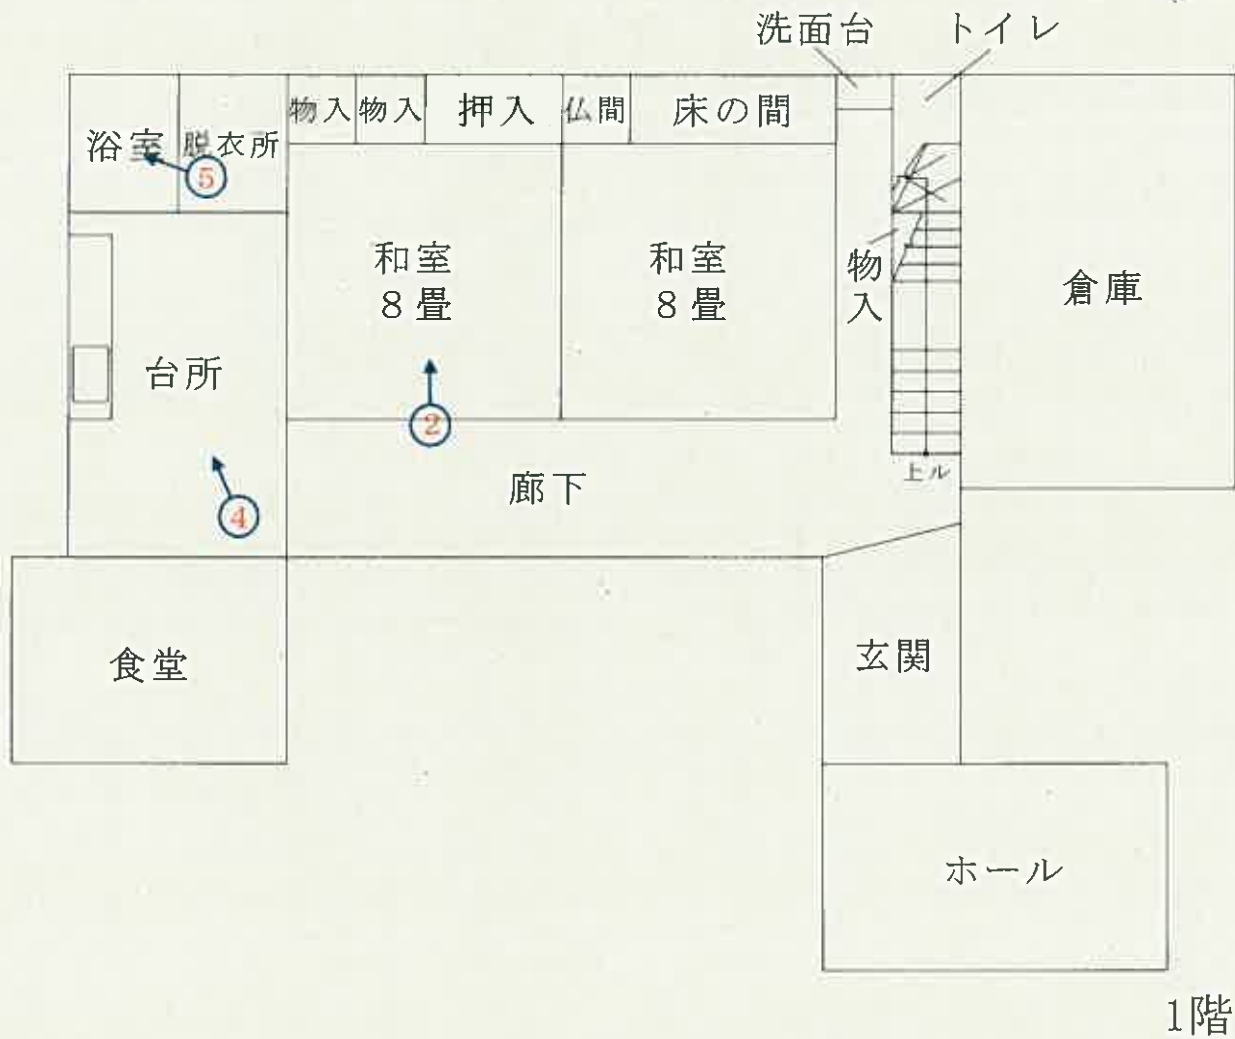 洗面台
トイレ
浴室
脱衣所
物入
物入
押入
仏間
床の間
⑤
和室
8畳
和室
8畳
物入
倉庫
台所
②
④
廊下
上ル
食堂
玄関
ホール
1階